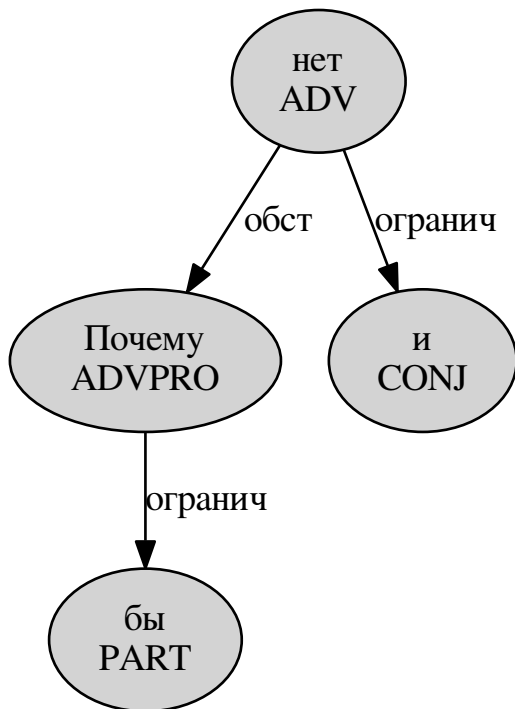 нет
ADV
обст
огранич
Почему
ADVPRO
и
CONJ
огранич
бы
PART